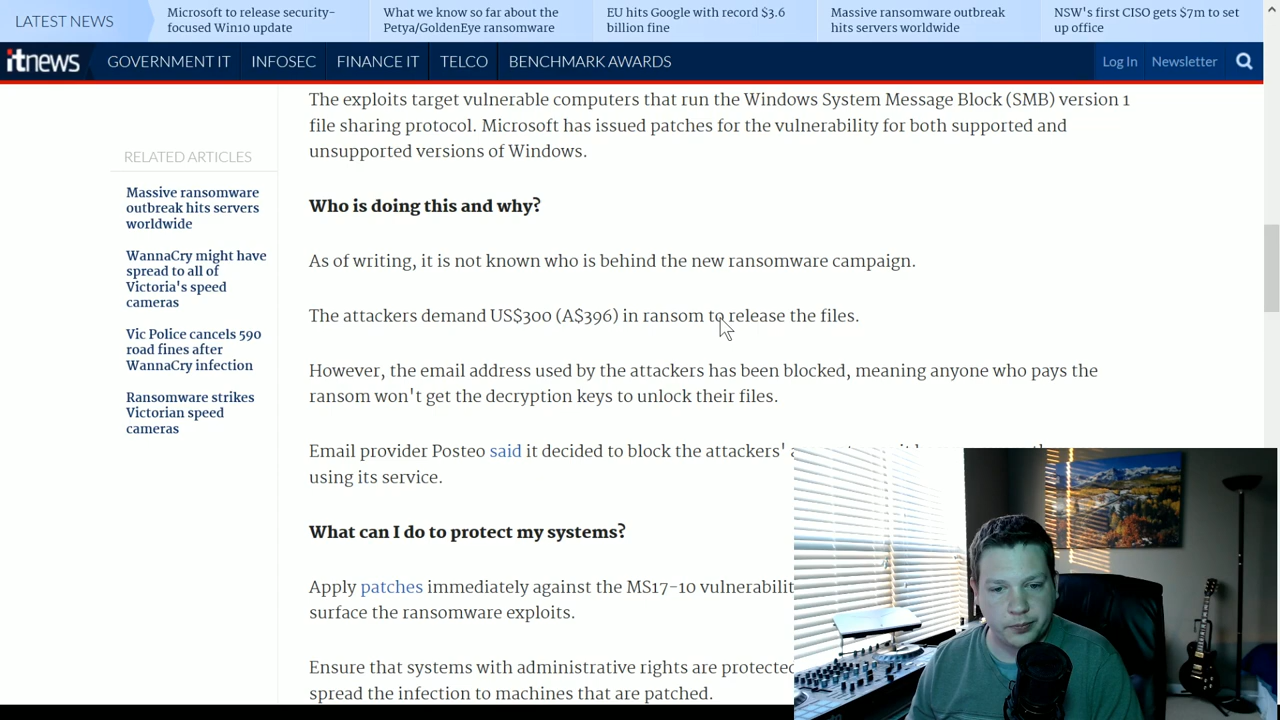 LATEST NEWS
Microsoft to release security-
focused Win10 update
What we know so far about the
Petya/GoldenEye ransomware
EU hits Google with record $3.6
billion fine
Massive ransomware outbreak
hits servers worldwide
NSW's first CISO gets $7m to set
up office
itnews
GOVERNMENT IT
INFOSEC
FINANCE IT
TELCO
BENCHMARK AWARDS
Log In
Newsletter
RELATED ARTICLES
Massive ransomware
outbreak hits servers
worldwide
WannaCry might have
spread to all of
Victoria's speed
cameras
Vic Police cancels 590
road fines after
WannaCry infection
Ransomware strikes
Victorian speed
cameras
The exploits target vulnerable computers that run the Windows System Message Block (SMB) version 1
file sharing protocol. Microsoft has issued patches for the vulnerability for both supported and
unsupported versions of Windows.
Who is doing this and why?
As of writing, it is not known who is behind the new ransomware campaign.
The attackers demand US$300 (A$396) in ransom to release the files.
However, the email address used by the attackers has been blocked, meaning anyone who pays the
ransom won't get the decryption keys to unlock their files.
Email provider Posteo said it decided to block the attackers'
using its service.
What can I do to protect my systems?
Apply patches immediately against the MS17-10 vulnerabilit
surface the ransomware exploits.
Ensure that systems with administrative rights are protected
spread the infection to machines that are patched.